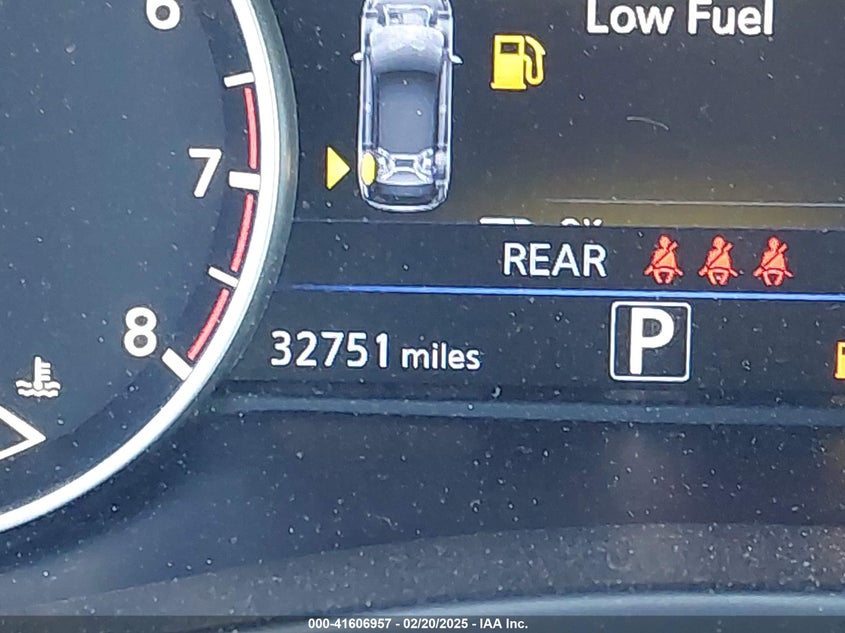 6
Low Fuel
7
REAR
8
32751 miles
P
000-41606957 - 02/20/2025 - IAA Inc.